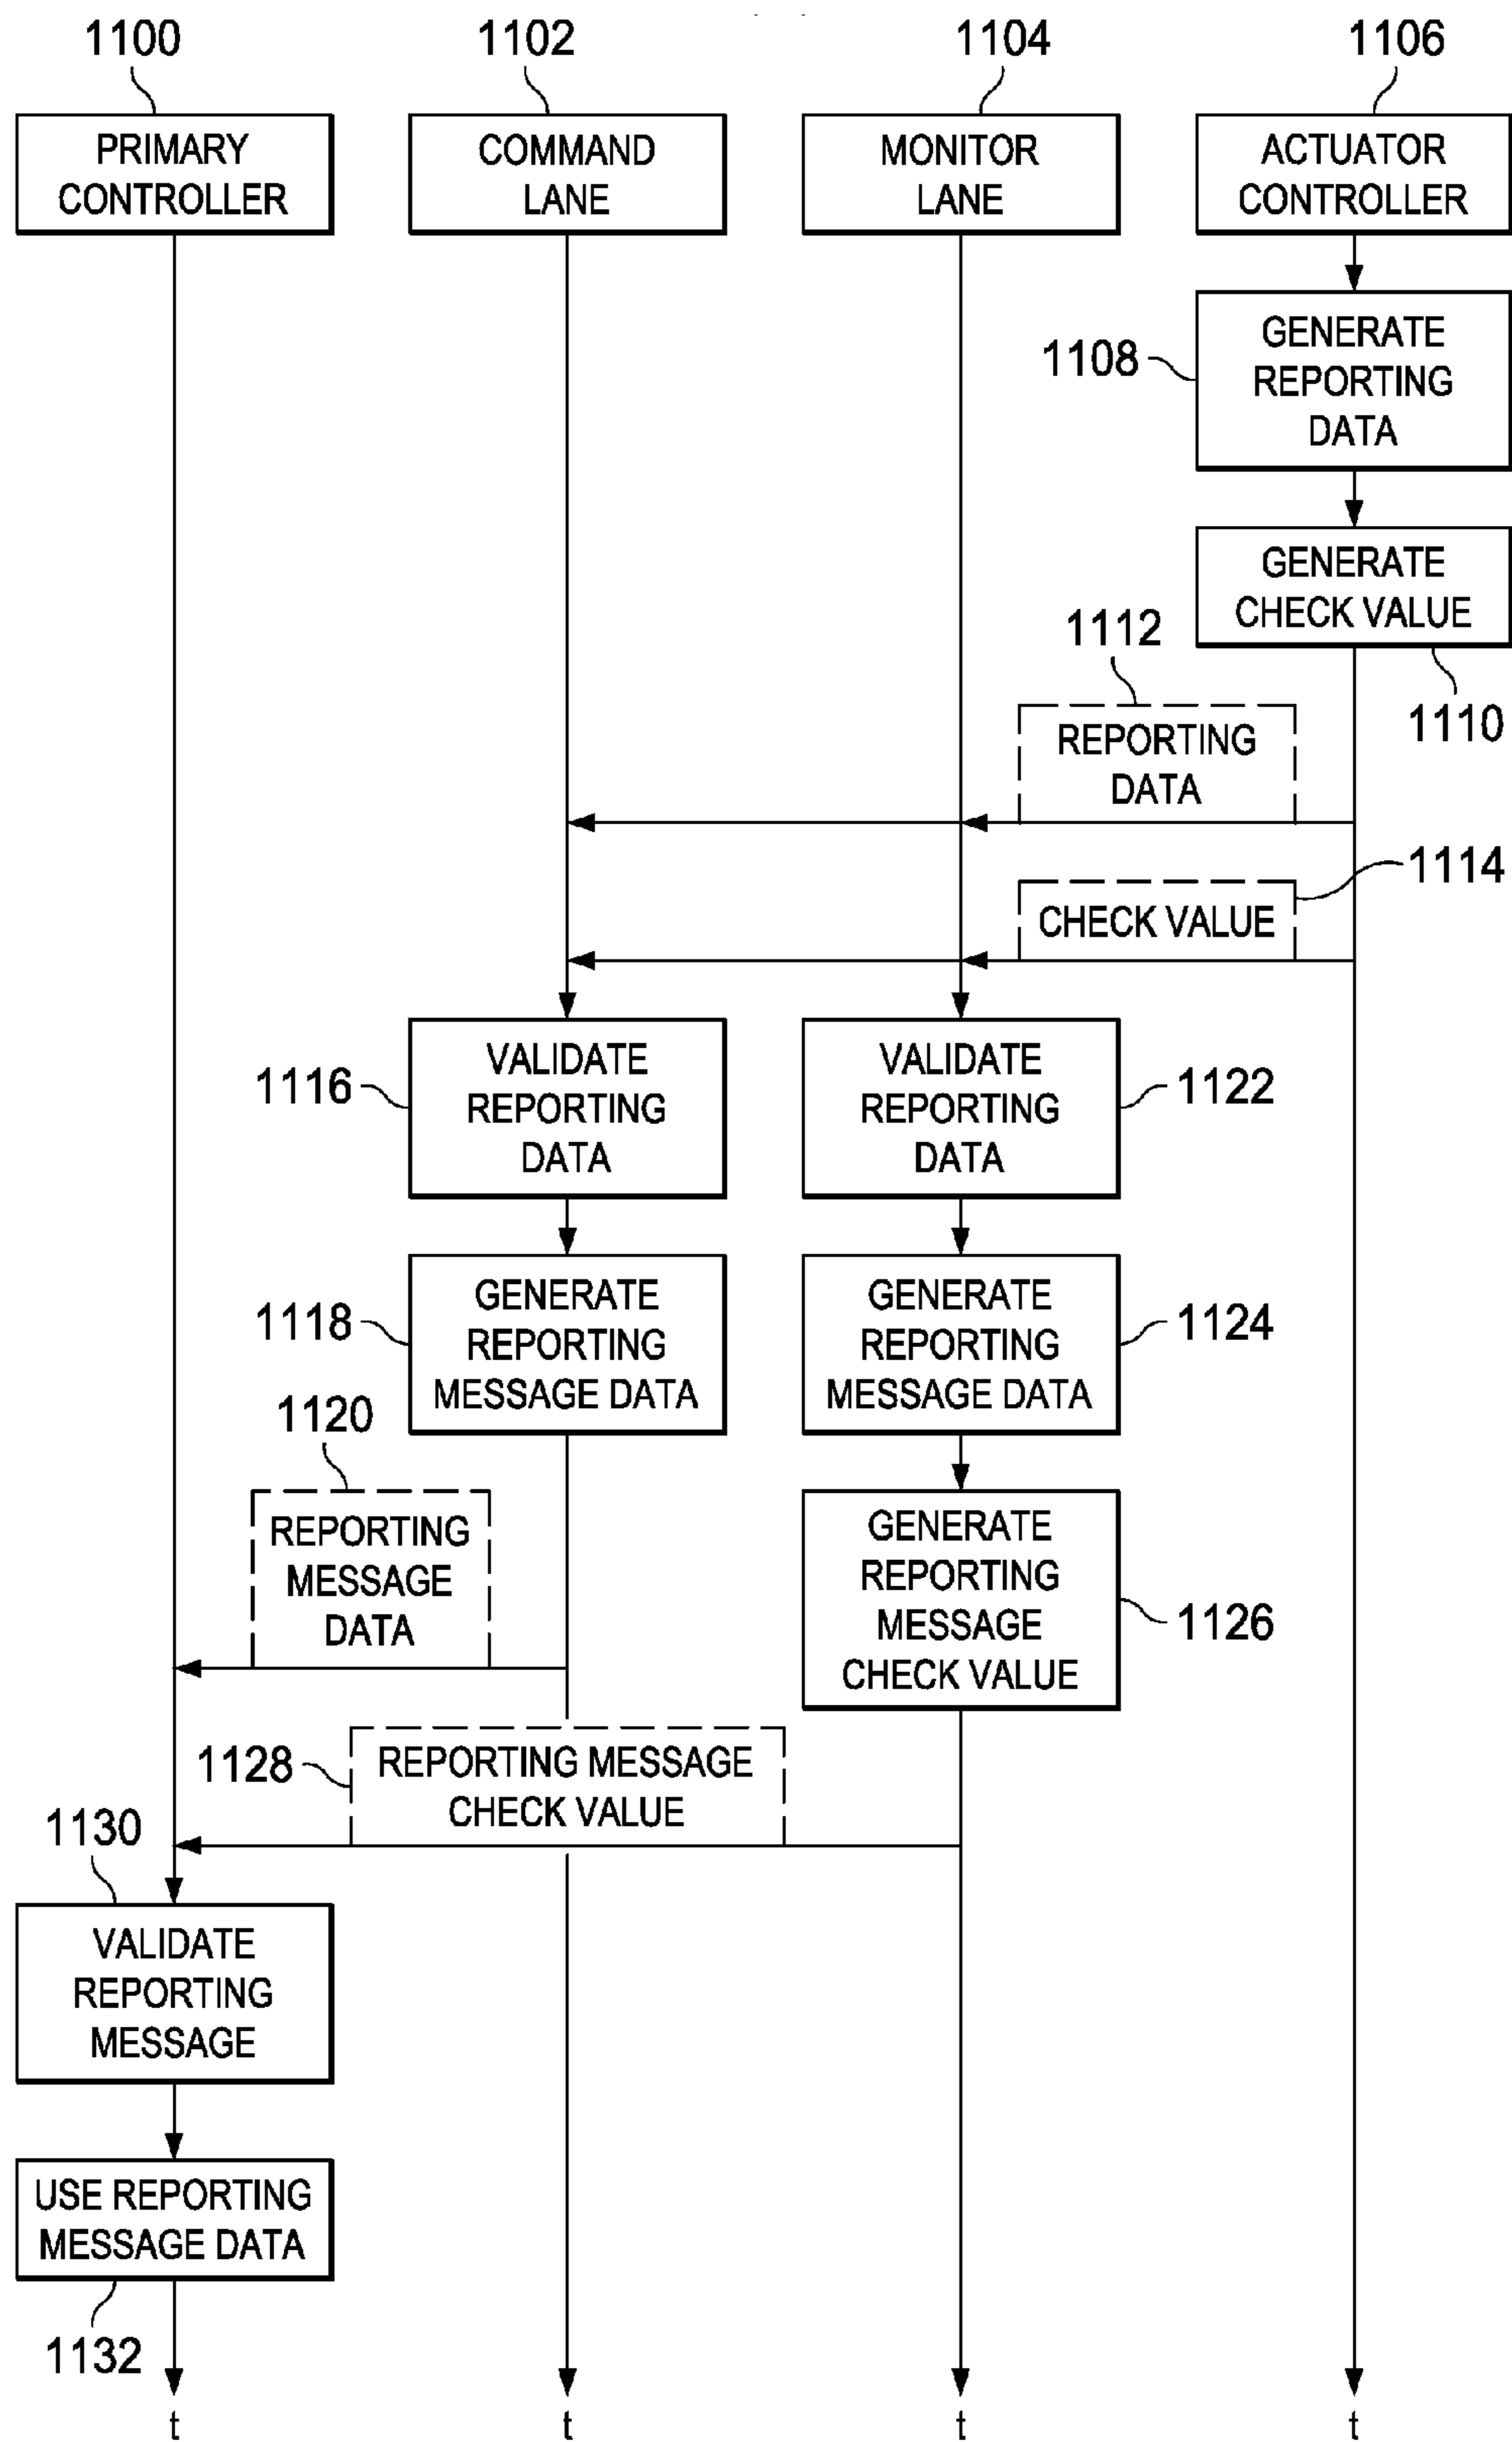 1100
1102
1104
1106
PRIMARY
CONTROLLER
COMMAND
LANE
MONITOR
LANE
ACTUATOR
CONTROLLER
1108
GENERATE
REPORTING
DATA
GENERATE
CHECK VALUE
1110
1112
REPORTING
DATA
1114
CHECK VALUE
1116
VALIDATE
REPORTING
DATA
VALIDATE
REPORTING
DATA
1122
1118
GENERATE
REPORTING
MESSAGE DATA
GENERATE
REPORTING
MESSAGE DATA
1124
1120
REPORTING
MESSAGE
DATA
GENERATE
REPORTING
MESSAGE
CHECK VALUE
1126
1128
REPORTING MESSAGE
CHECK VALUE
1130
VALIDATE
REPORTING
MESSAGE
USE REPORTING
MESSAGE DATA
1132
t
t
t
t